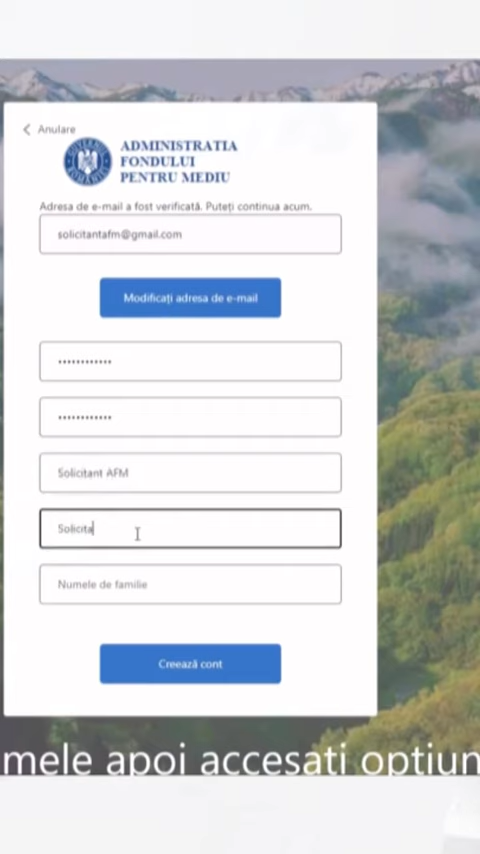 Anulare
ADMINISTRATIA
FONDULUI
PENTRU MEDIU
Adresa de e-mail a fost verificată. Puteți continua acum.
solicitantafm@gmail.com
Modificați adresa de e-mail
••••••••••••
••••••••••••
Solicitant AFM
Solicita
Numele de familie
Creează cont
mele apoi accesati optiun